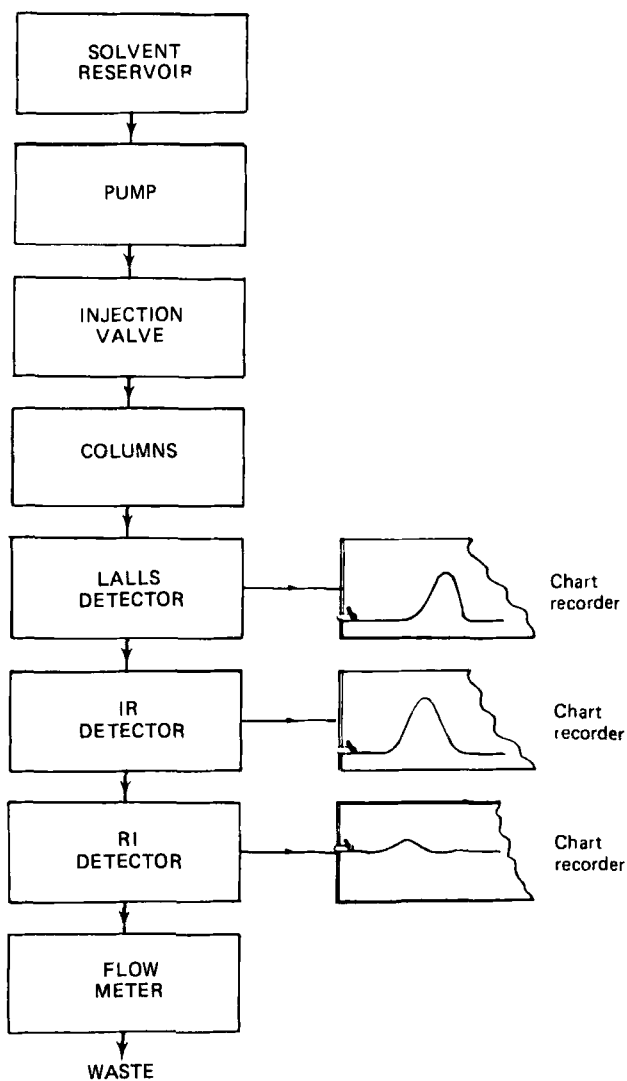 SOLVENT
RESERVOIR
PUMP
INJECTION
VALVE
COLUMNS
LALLS
DETECTOR
Chart
recorder
IR
DETECTOR
Chart
recorder
RI
DETECTOR
Chart
recorder
FLOW
METER
WASTE